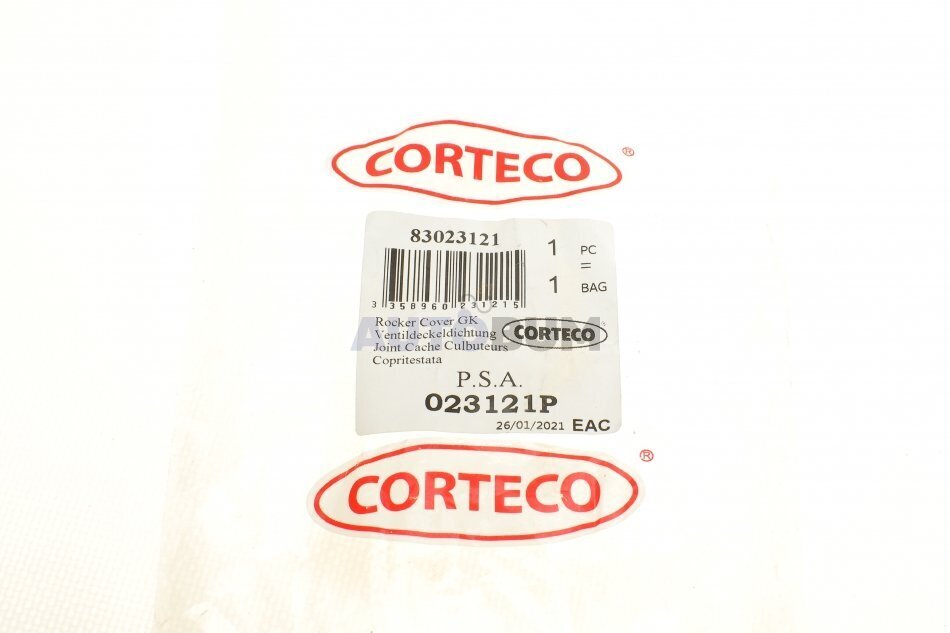 CORTECO ®
83023121
1 PC
=
1 BAG
3 358960 231215
Rocker Cover GK
Ventildeckeldichtung
Joint Cache Culbuteurs
Copritestata
CORTECO ®
AUTODUM
P.S.A.
023121P
26/01/2021 EAC
CORTECO ®